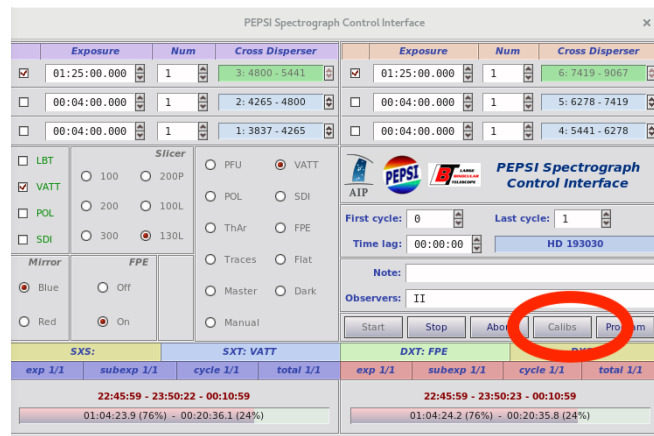 PEPSI Spectrograph Control Interface
Exposure Num Cross Disperser Exposure Num Cross Disperser
01:25:00.000 1 3: 4800 - 5441 01:25:00.000 1 6: 7419 - 9067
00:04:00.000 1 2: 4265 - 4800 00:04:00.000 1 5: 6278 - 7419
00:04:00.000 1 1: 3837 - 4265 00:04:00.000 1 4: 5441 - 6278
LBT
VATT
POL
SDI
Slicer
100 200P
200 100L
300 130L
Mirror FPE
Blue Off
Red On
PFU VATT
POL SDI
ThAr FPE
Traces Flat
Master Dark
Manual
AIP
PEPSI
LARGE
BINOCULAR
TELESCOPE
PEPSI Spectrograph
Control Interface
First cycle: 0 Last cycle: 1
Time lag: 00:00:00 HD 193030
Note:
Observers: II
Start Stop Calibs
SXS: SXT: VATT DXT: FPE
exp 1/1 subexp 1/1 cycle 1/1 total 1/1 exp 1/1 subexp 1/1 cycle 1/1 total 1/1
22:45:59 - 23:50:22 - 00:10:59 22:45:59 - 23:50:23 - 00:10:59
01:04:23.9 (76%) - 00:20:36.1 (24%) 01:04:24.2 (76%) - 00:20:35.8 (24%)